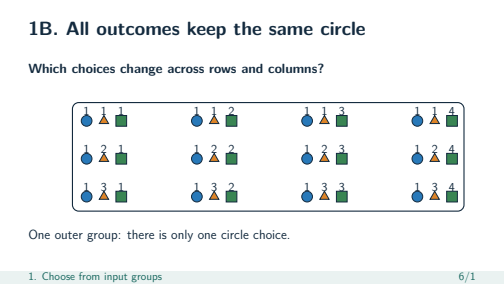 1B. All outcomes keep the same circle
Which choices change across rows and columns?
1 1 1 1 1 2 1 1 3 1 1 4
1 2 1 1 2 2 1 2 3 1 2 4
1 3 1 1 3 2 1 3 3 1 3 4
One outer group: there is only one circle choice.
1. Choose from input groups 6/1